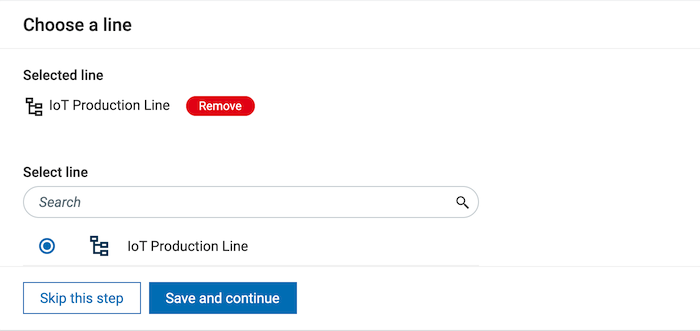 Choose a line
Selected line
IoT Production Line Remove
Select line
Search
IoT Production Line
Skip this step Save and continue